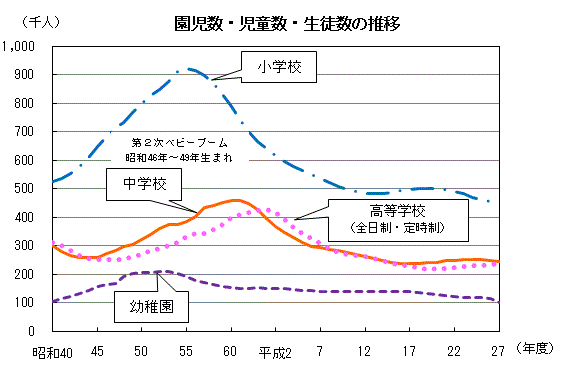 園児数・児童数・生徒数の推移
（千人）
1,000
900
800
700
600
500
400
300
200
100
0
小学校
第２次ベビーブーム
昭和46年～49年生まれ
中学校
高等学校
（全日制・定時制）
幼稚園
昭和40 45 50 55 60 平成2 7 12 17 22 27 （年度）